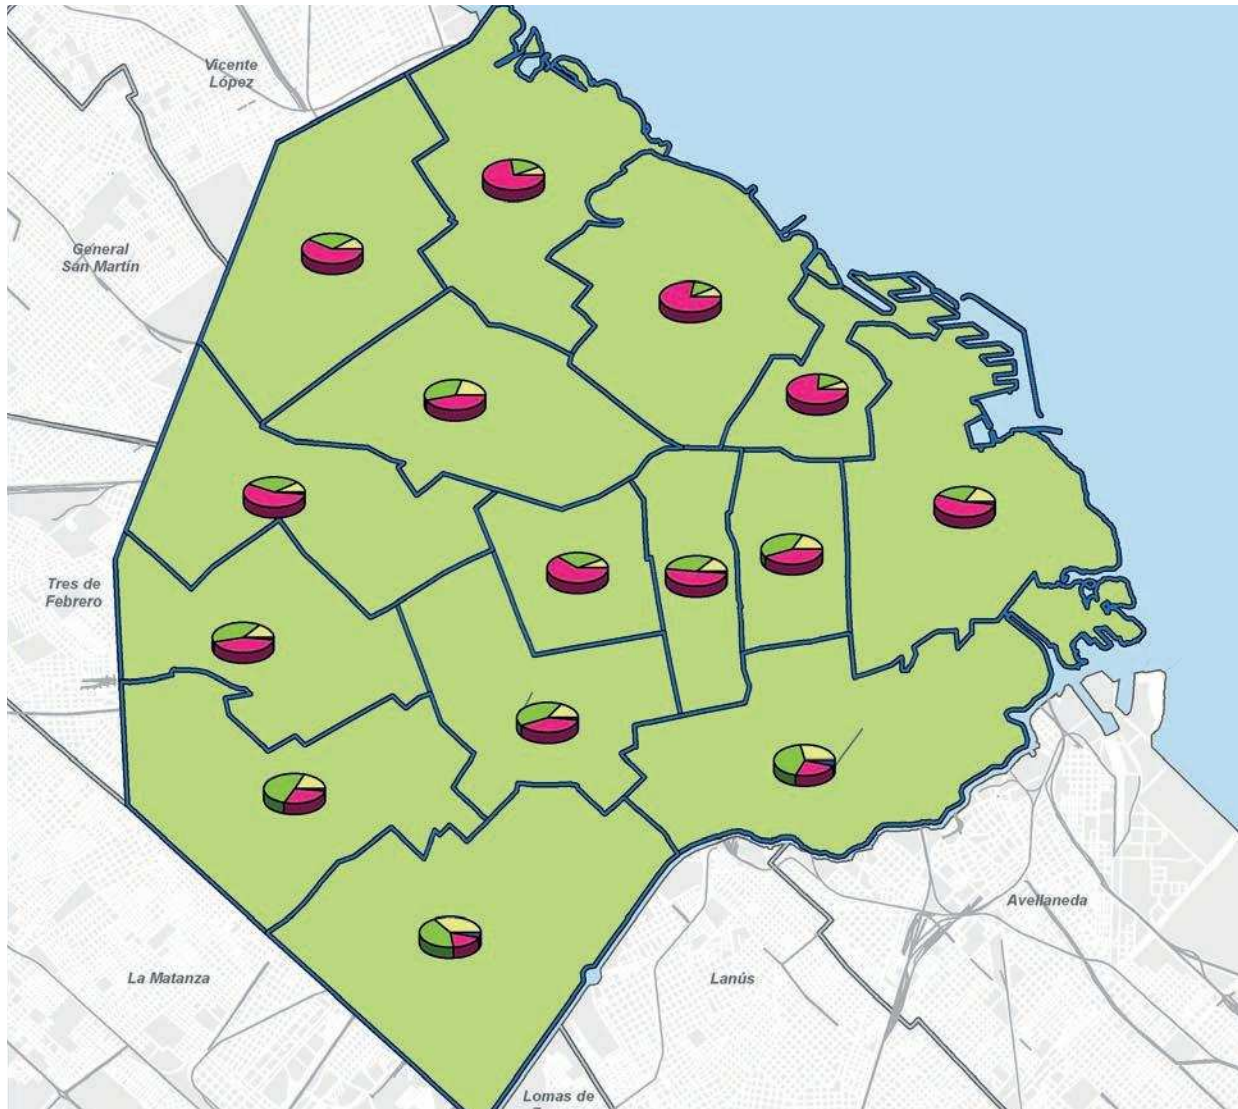 Vicente
López
General
San Martín
Tres de
Febrero
Avellaneda
La Matanza
Lanús
Lomas de